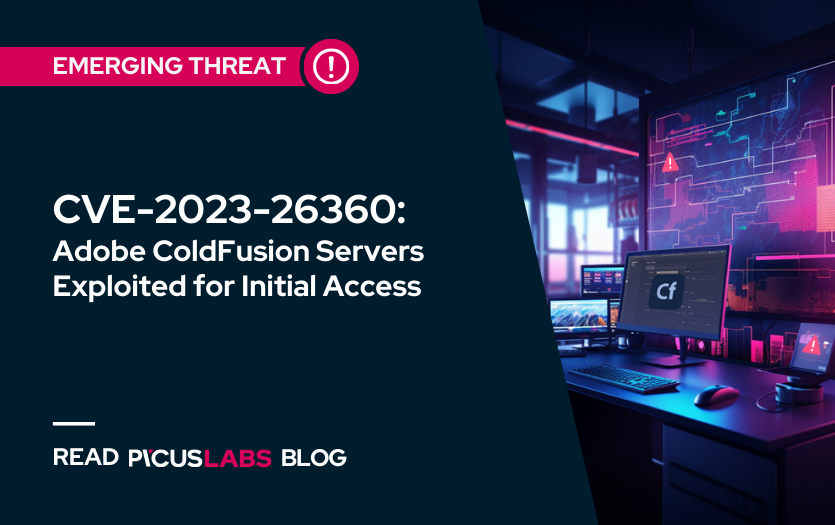 EMERGING THREAT
CVE-2023-26360:
Adobe ColdFusion Servers
Exploited for Initial Access
READ PICUSLABS BLOG
Cf